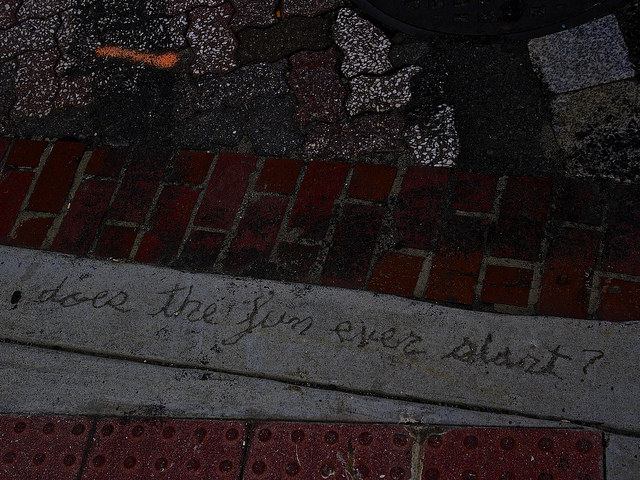 does the fun ever start?